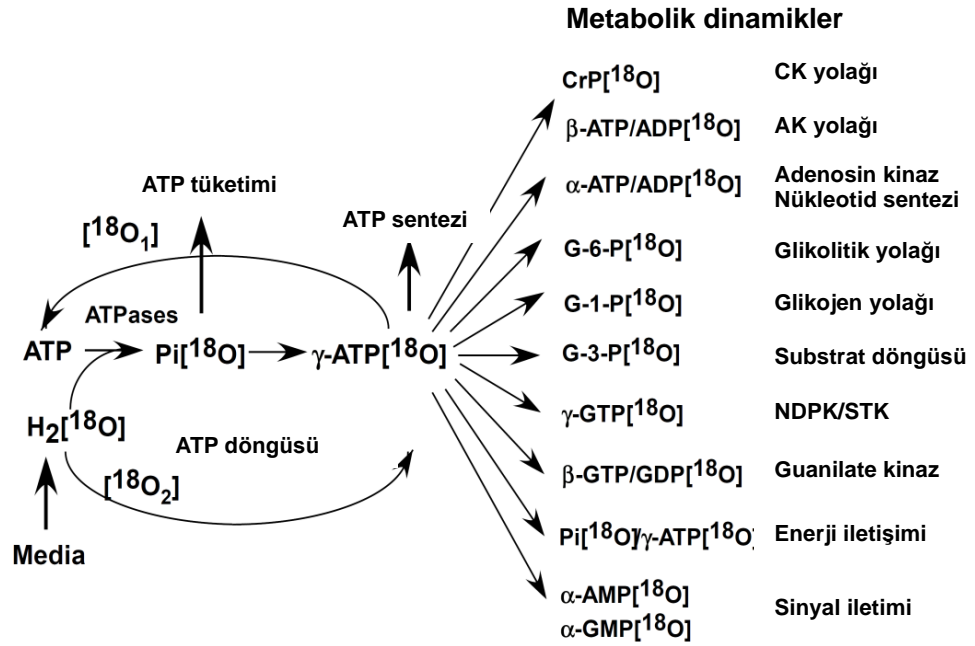 Metabolik dinamikler
CrP[18O] CK yolağı
β-ATP/ADP[18O] AK yolağı
α-ATP/ADP[18O] Adenosin kinaz
Nükleotid sentezi
G-6-P[18O] Glikolitik yolağı
G-1-P[18O] Glikojen yolağı
G-3-P[18O] Substrat döngüsü
γ-GTP[18O] NDPK/STK
β-GTP/GDP[18O] Guanilate kinaz
Pi[18O]/γ-ATP[18O] Enerji iletişimi
α-AMP[18O] Sinyal iletimi
α-GMP[18O]
ATP tüketimi
ATP sentezi
[18O1]
ATPases
ATP Pi[18O] γ-ATP[18O]
H2[18O]
ATP döngüsü
[18O2]
Media